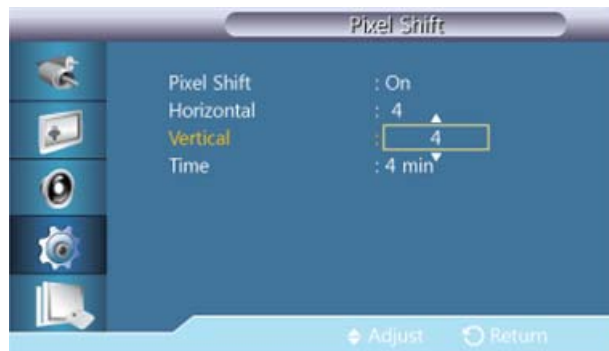 Pixel Shift
Pixel Shift : On
Horizontal : 4
Vertical : 4
Time : 4 min
Adjust Return